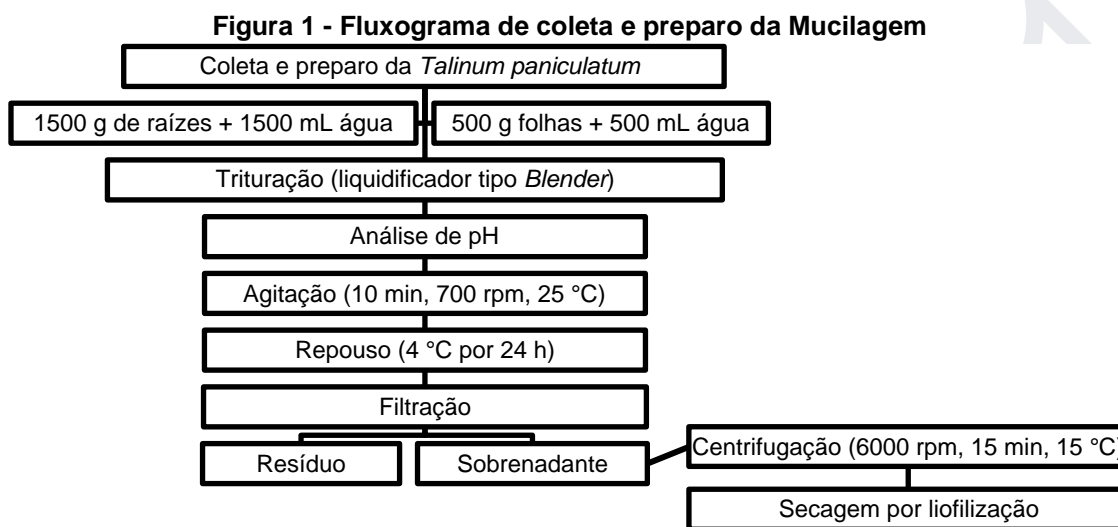 Figura 1 - Fluxograma de coleta e preparo da Mucilagem
Coleta e preparo da Talinum paniculatum
1500 g de raízes + 1500 mL água
500 g folhas + 500 mL água
Trituração (liquidificador tipo Blender)
Análise de pH
Agitação (10 min, 700 rpm, 25 °C)
Repouso (4 °C por 24 h)
Filtração
Resíduo
Sobrenadante
Centrifugação (6000 rpm, 15 min, 15 °C)
Secagem por liofilização